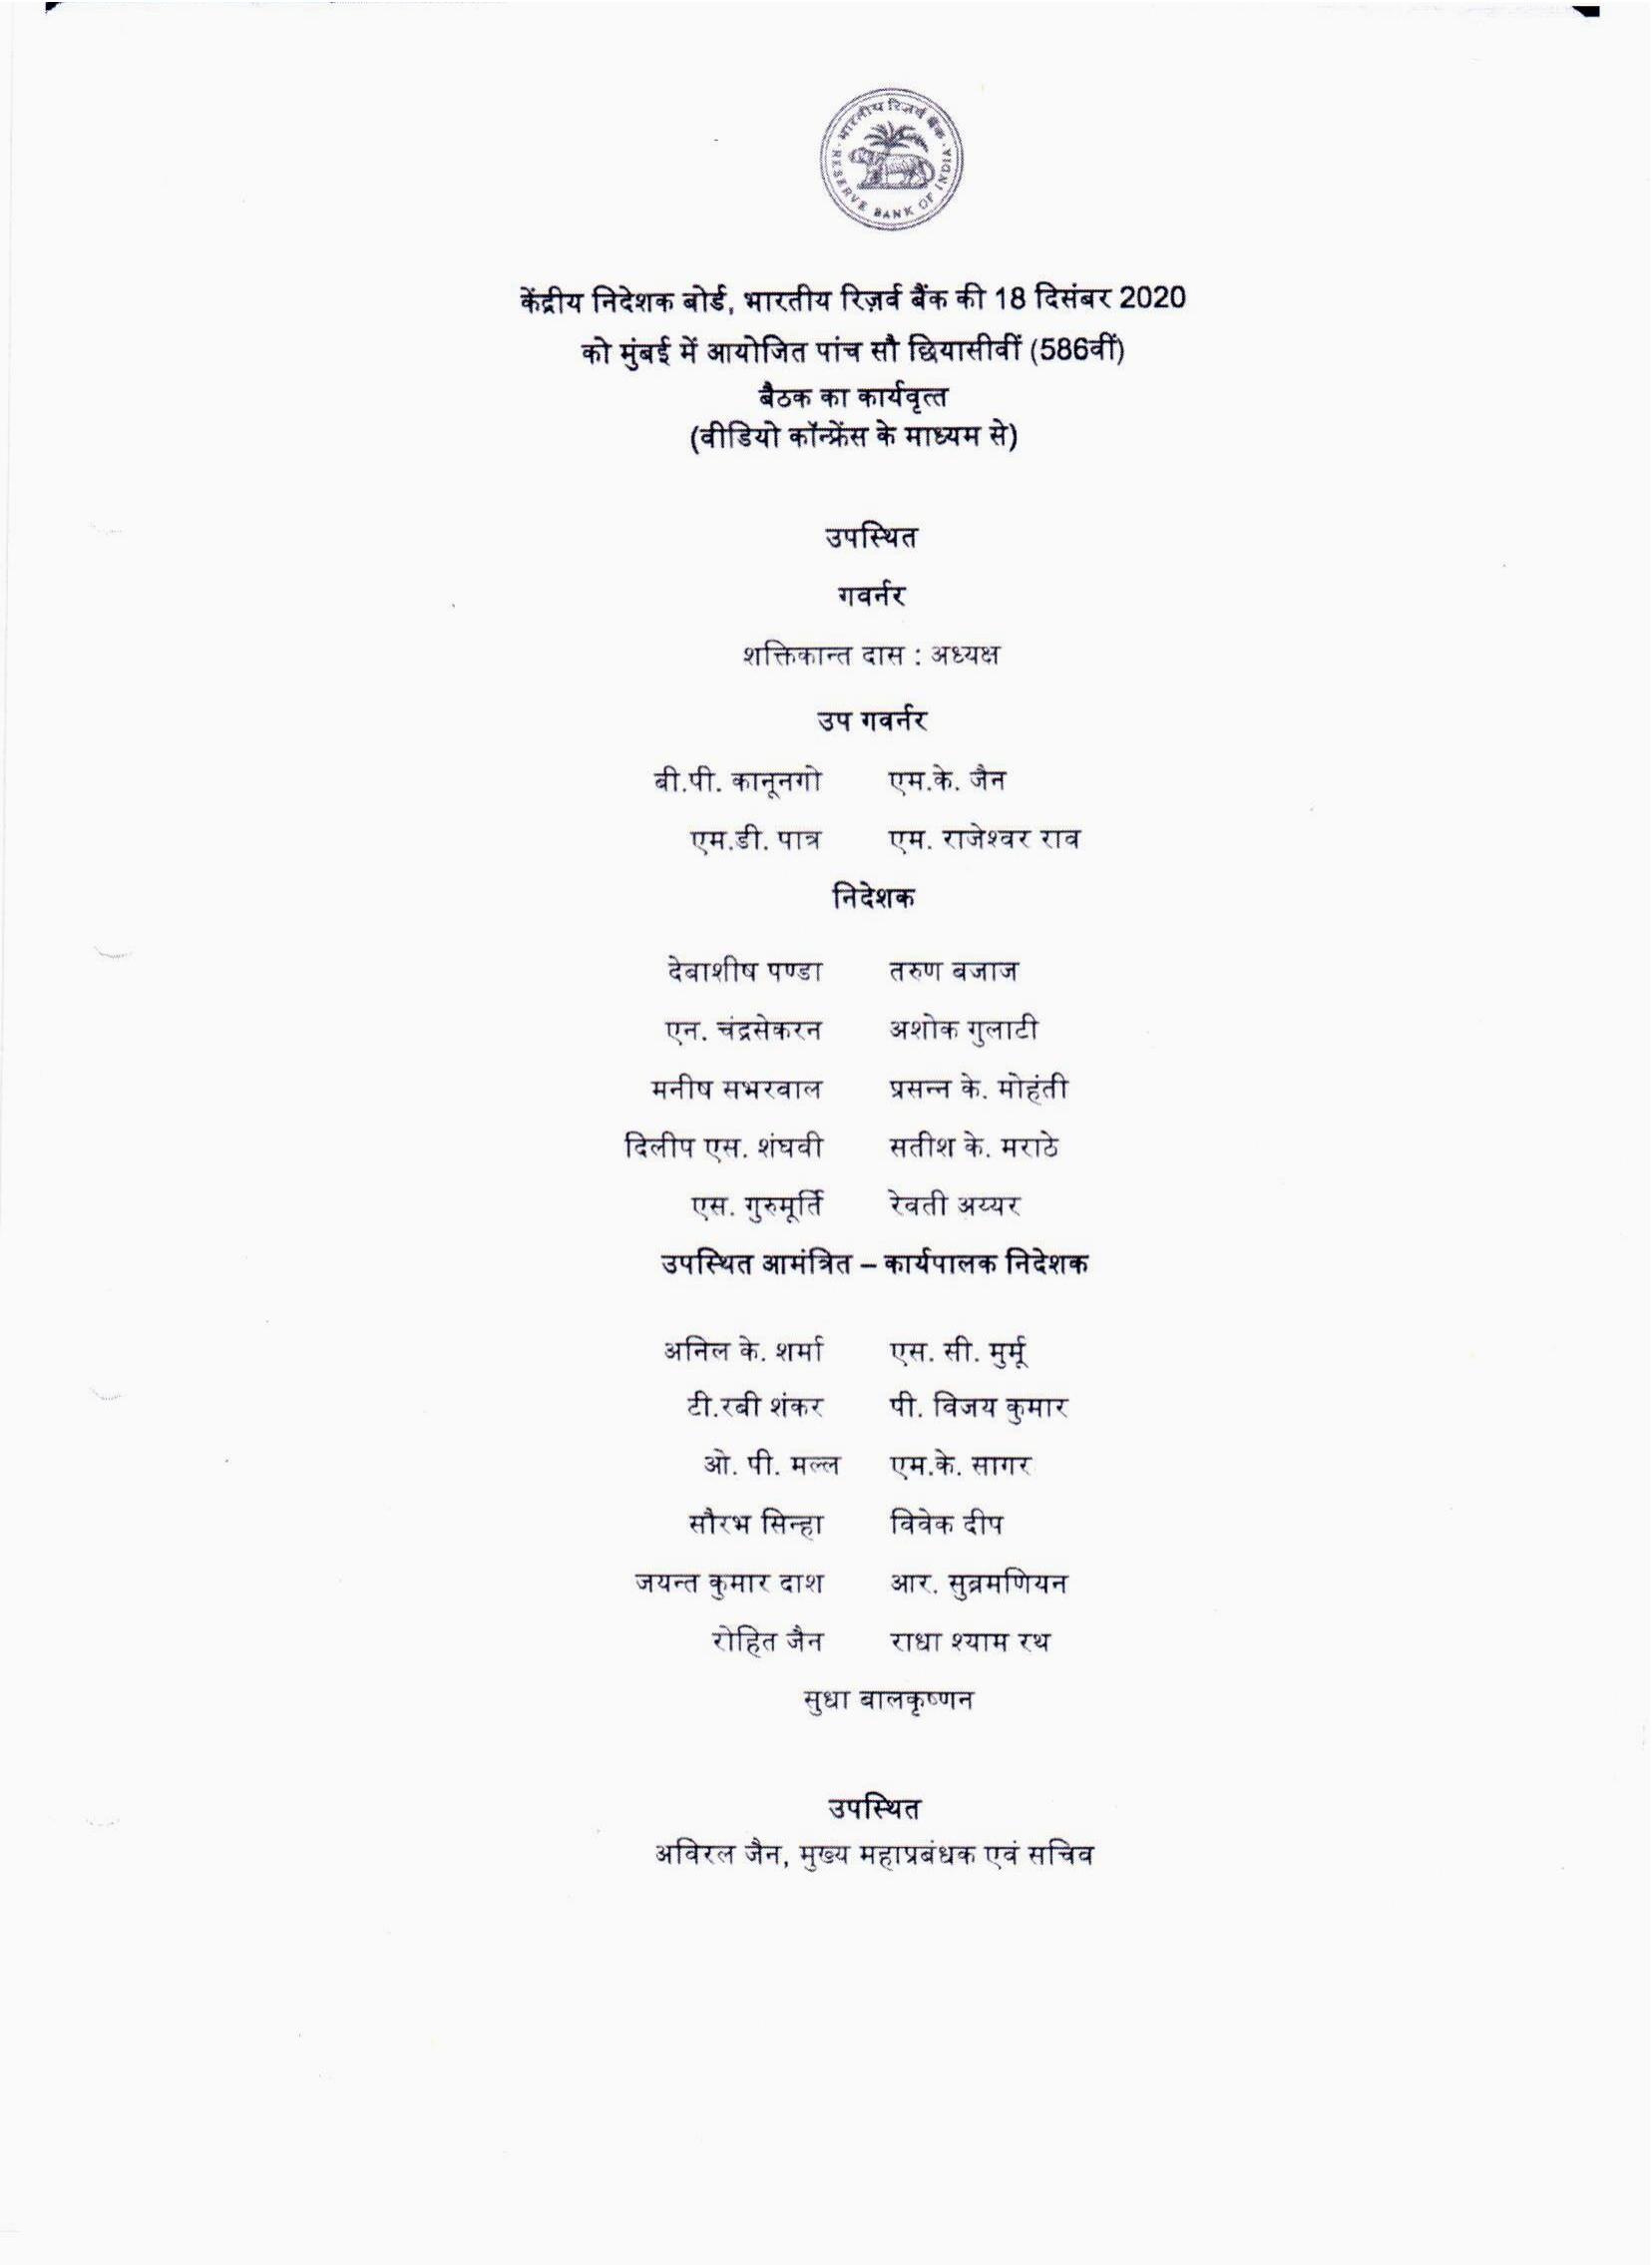 भारतीय रिज़र्व बैंक
RESERVE BANK OF INDIA
केंद्रीय निदेशक बोर्ड, भारतीय रिज़र्व बैंक की 18 दिसंबर 2020
को मुंबई में आयोजित पांच सौ छियासीवीं (586वीं)
बैठक का कार्यवृत्त
(वीडियो कॉन्फ्रेंस के माध्यम से)
उपस्थित
गवर्नर
शक्तिकान्त दास : अध्यक्ष
उप गवर्नर
बी.पी. कानूनगो एम.के. जैन
एम.डी. पात्र एम. राजेश्वर राव
निदेशक
देबाशीष पण्डा तरुण बजाज
एन. चंद्रसेकरन अशोक गुलाटी
मनीष सभरवाल प्रसन्न के. मोहंती
दिलीप एस. शंघवी सतीश के. मराठे
एस. गुरुमूर्ति रेवती अय्यर
उपस्थित आमंत्रित – कार्यपालक निदेशक
अनिल के. शर्मा एस. सी. मुर्मू
टी.रबी शंकर पी. विजय कुमार
ओ. पी. मल्ल एम.के. सागर
सौरभ सिन्हा विवेक दीप
जयन्त कुमार दाश आर. सुब्रमणियन
रोहित जैन राधा श्याम रथ
सुधा बालकृष्णन
उपस्थित
अविरल जैन, मुख्य महाप्रबंधक एवं सचिव